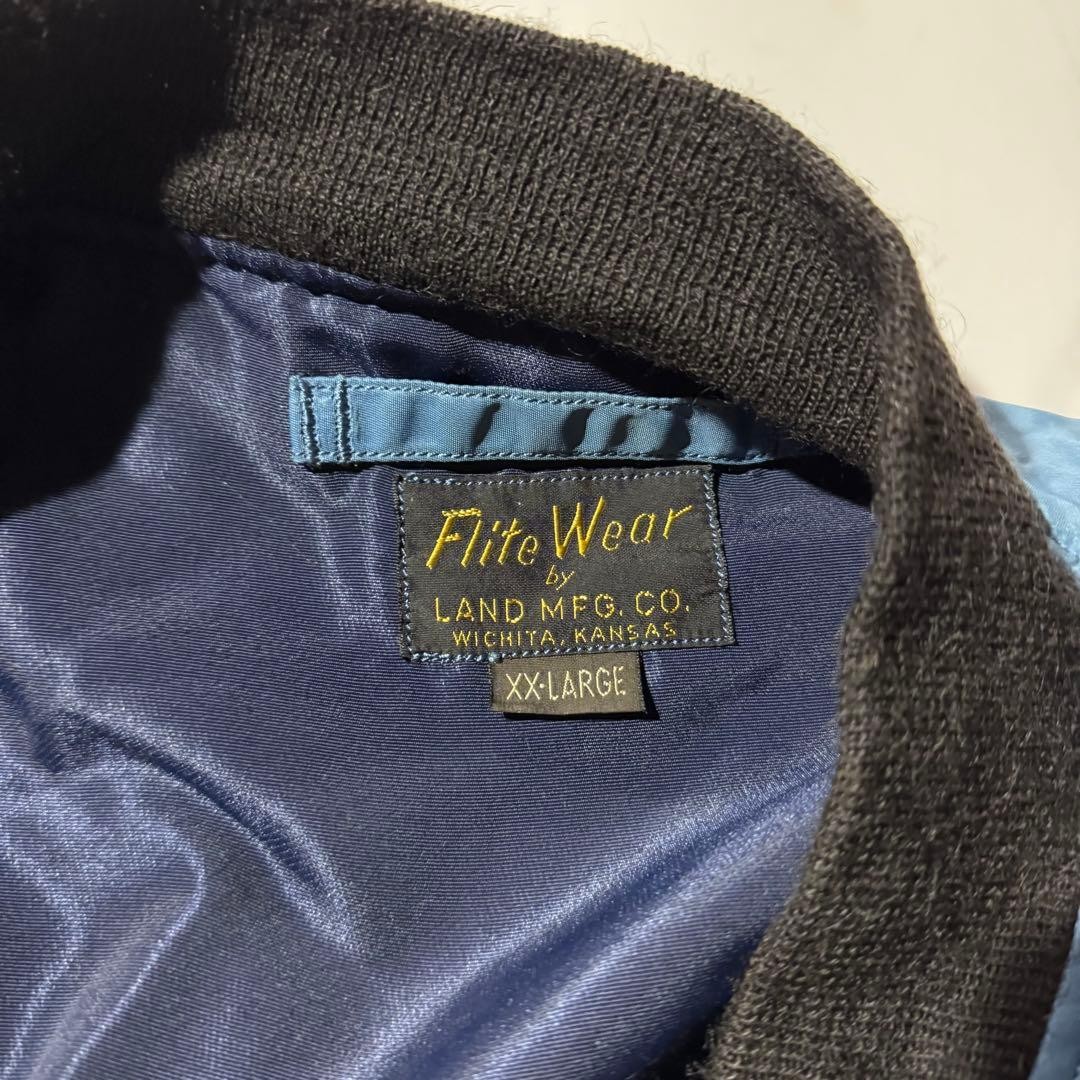 Flite Wear
by
LAND MFG. CO.
WICHITA, KANSAS
XX-LARGE